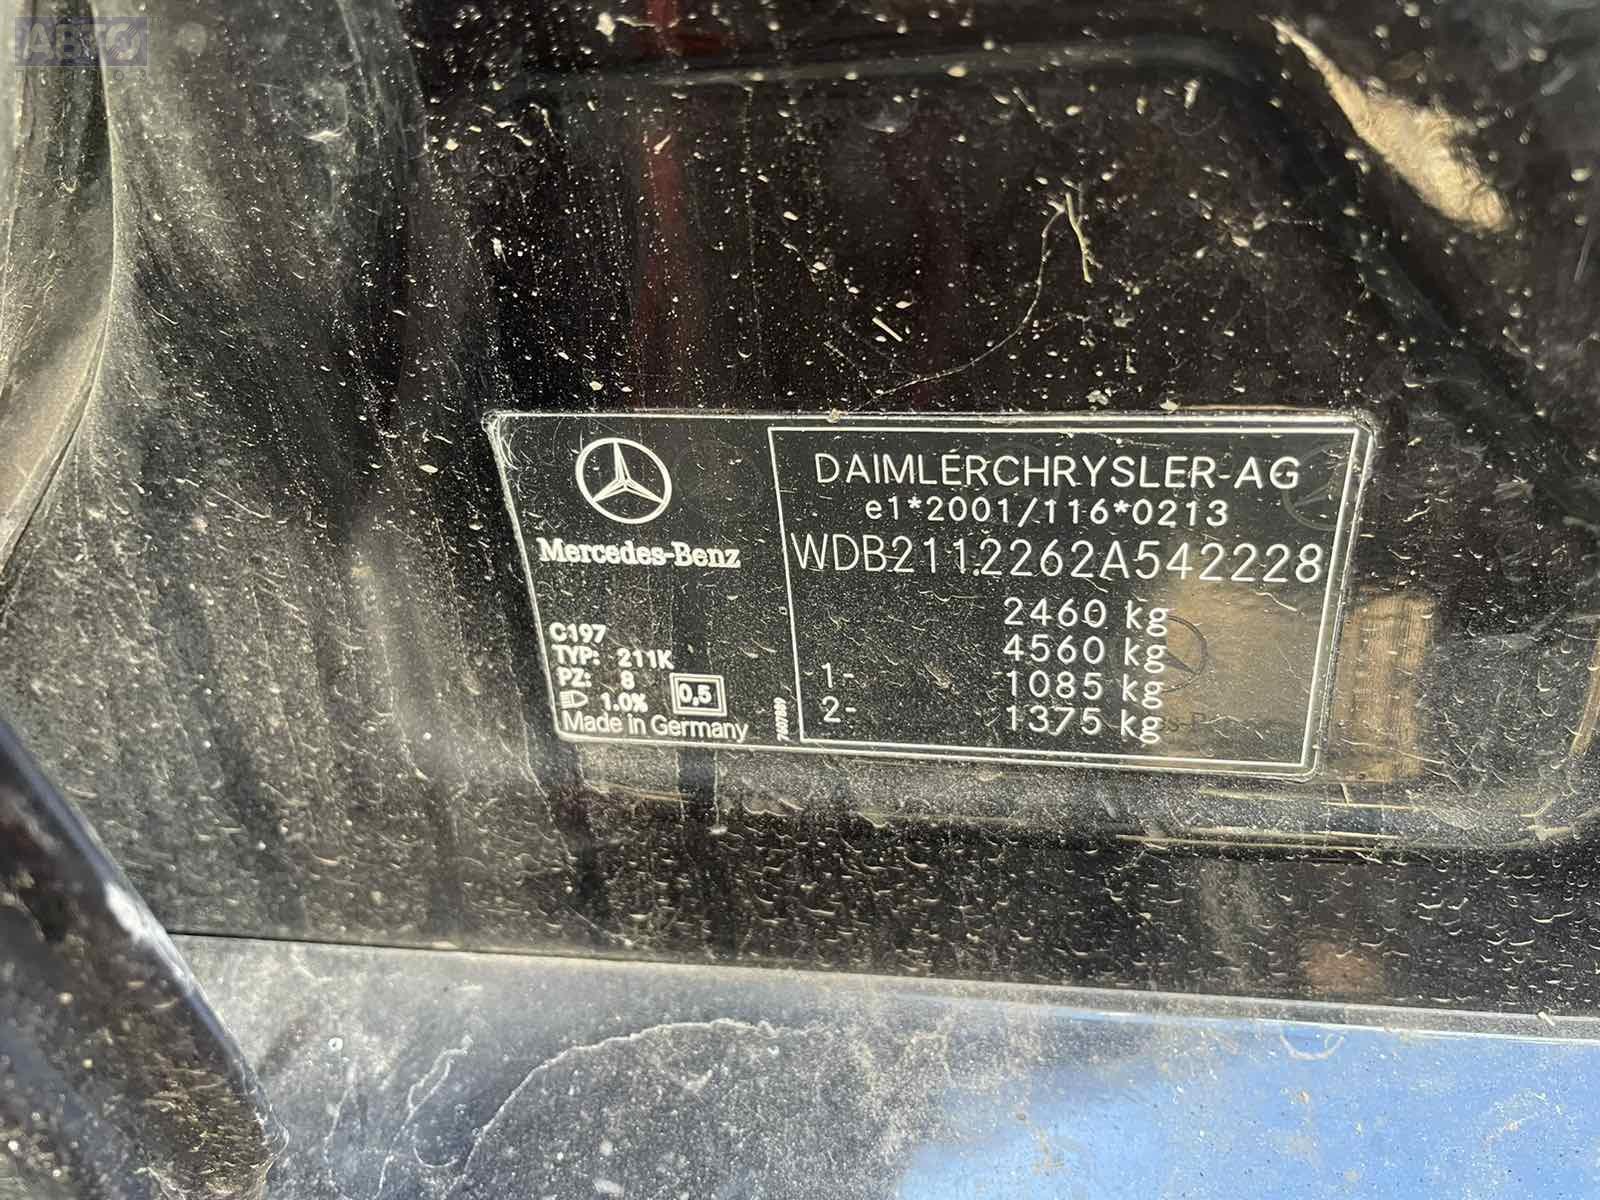 АВТО
DAIMLERCHRYSLER-AG
e1*2001/116*0213
Mercedes-Benz
WDB2112262A542228
2460 kg
4560 kg
1- 1085 kg
2- 1375 kg
C197
TYP: 211K
PZ: 8
1.0% 0,5
Made in Germany